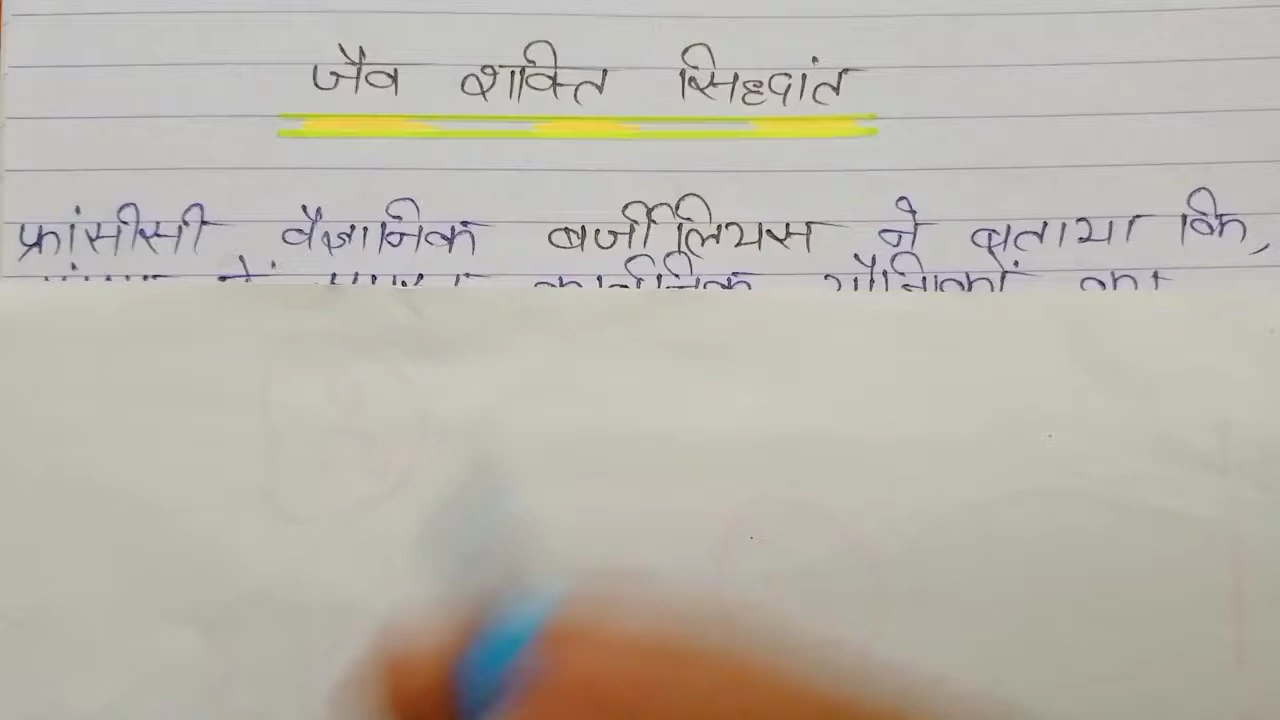 जैव शक्ति सिद्धांत
फ्रांसीसी वैज्ञानिक बर्जीलियस ने बताया कि,